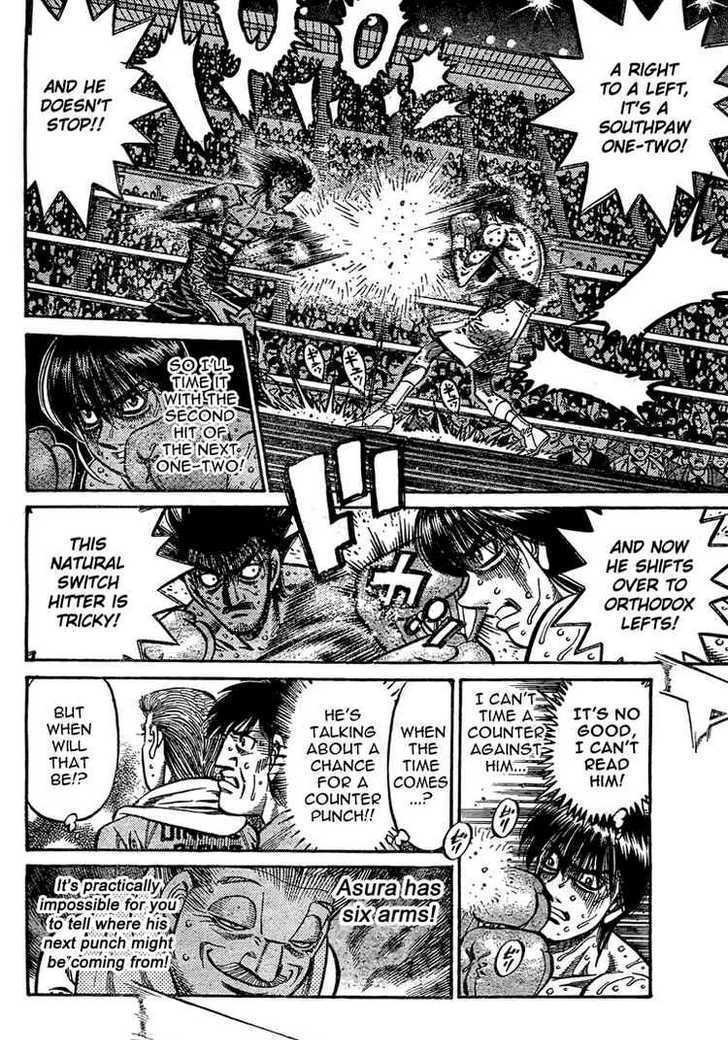 A RIGHT
TO A LEFT,
IT'S A
SOUTHPAW
ONE-TWO!
AND HE
DOESN'T
STOP!!
SO I'LL
TIME IT
WITH THE
SECOND
HIT OF
THE NEXT
ONE-TWO!
AND NOW
HE SHIFTS
OVER TO
ORTHODOX
LEFTS!
ドガ
THIS
NATURAL
SWITCH
HITTER IS
TRICKY!
IT'S NO
GOOD,
I CAN'T
READ
HIM!
I CAN'T
TIME A
COUNTER
AGAINST
HIM...
WHEN
THE
TIME
COMES
...?
HE'S
TALKING
ABOUT A
CHANCE
FOR A
COUNTER
PUNCH!!
BUT
WHEN
WILL
THAT
BE!?
Asura has
six arms!
It's practically
impossible for you
to tell where his
next punch might
be coming from!